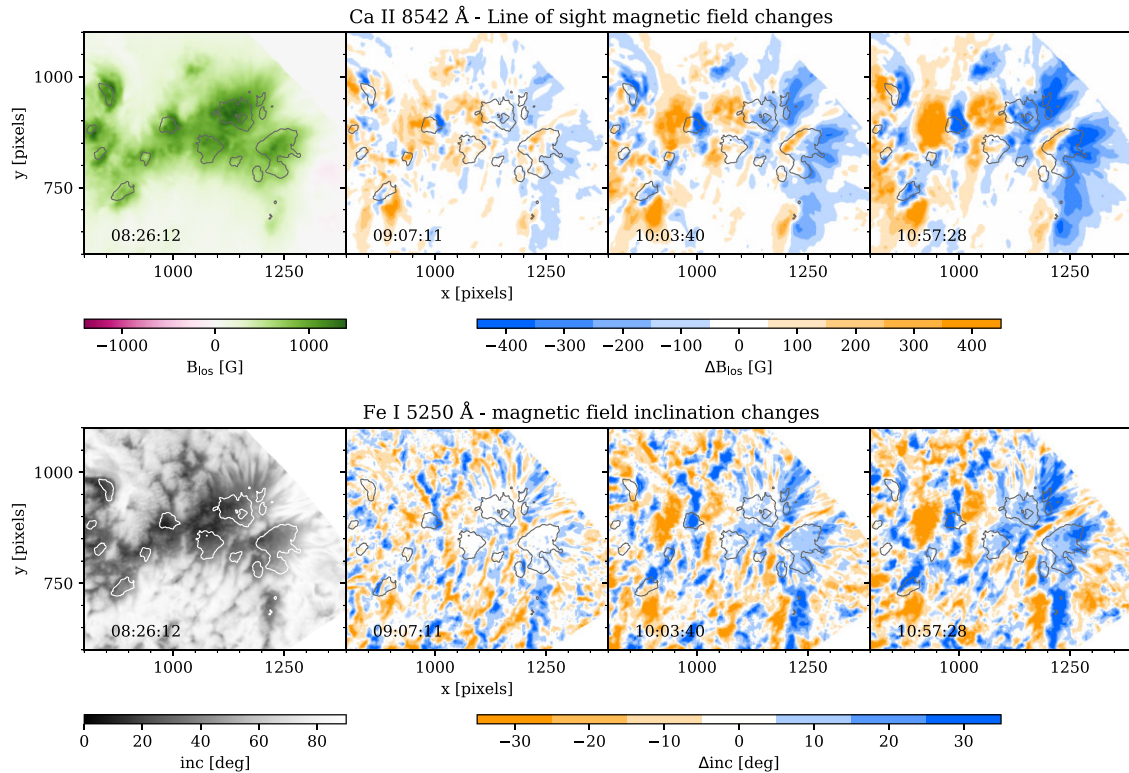 Ca II 8542 Å - Line of sight magnetic field changes
y [pixels]
1000
750
08:26:12
09:07:11
10:03:40
10:57:28
1000 1250 1000 1250 1000 1250 1000 1250
x [pixels]
−1000 0 1000
B_los [G]
−400 −300 −200 −100 0 100 200 300 400
ΔB_los [G]
Fe I 5250 Å - magnetic field inclination changes
y [pixels]
1000
750
08:26:12
09:07:11
10:03:40
10:57:28
1000 1250 1000 1250 1000 1250 1000 1250
x [pixels]
0 20 40 60 80
inc [deg]
−30 −20 −10 0 10 20 30
Δinc [deg]